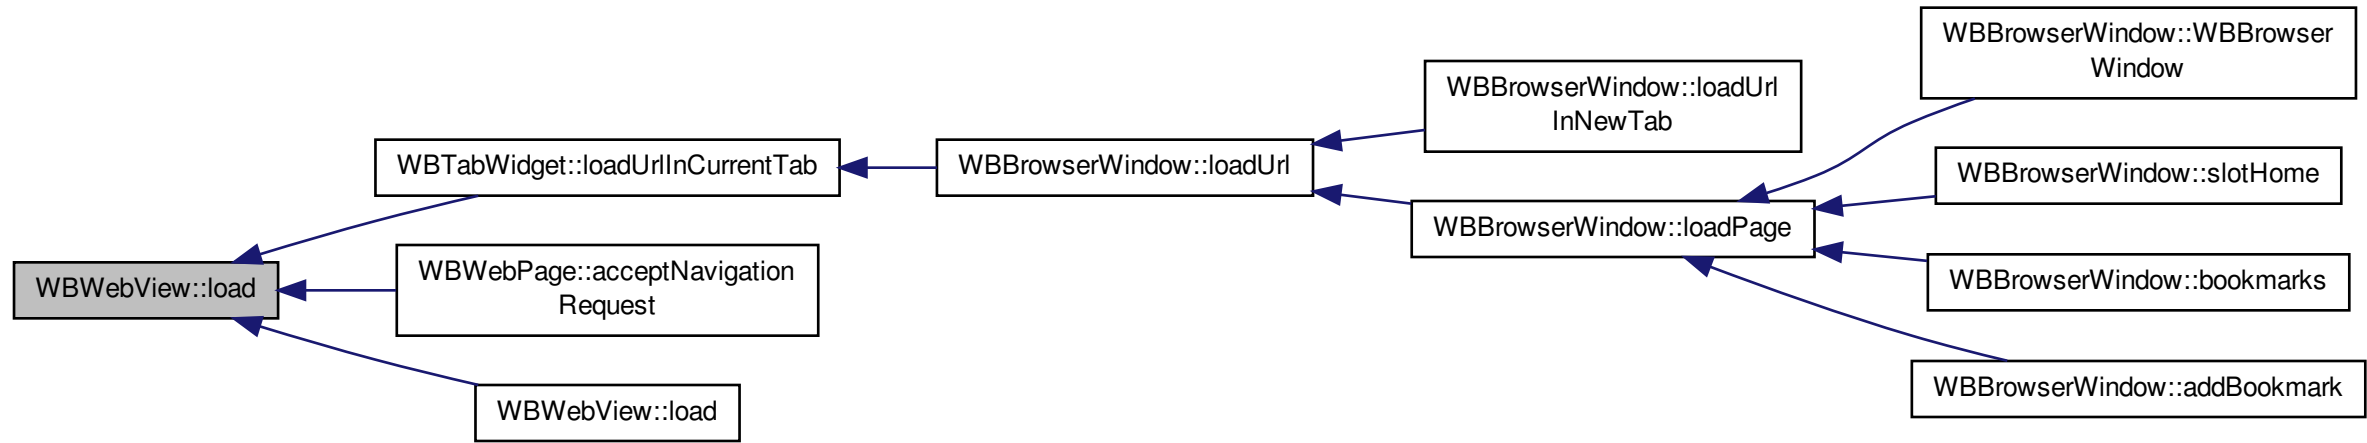 WBBrowserWindow::WBBrowser
Window
WBBrowserWindow::loadUrl
InNewTab
WBTabWidget::loadUrlInCurrentTab
WBBrowserWindow::loadUrl
WBBrowserWindow::slotHome
WBBrowserWindow::loadPage
WBWebView::load
WBWebPage::acceptNavigation
Request
WBBrowserWindow::bookmarks
WBWebView::load
WBBrowserWindow::addBookmark